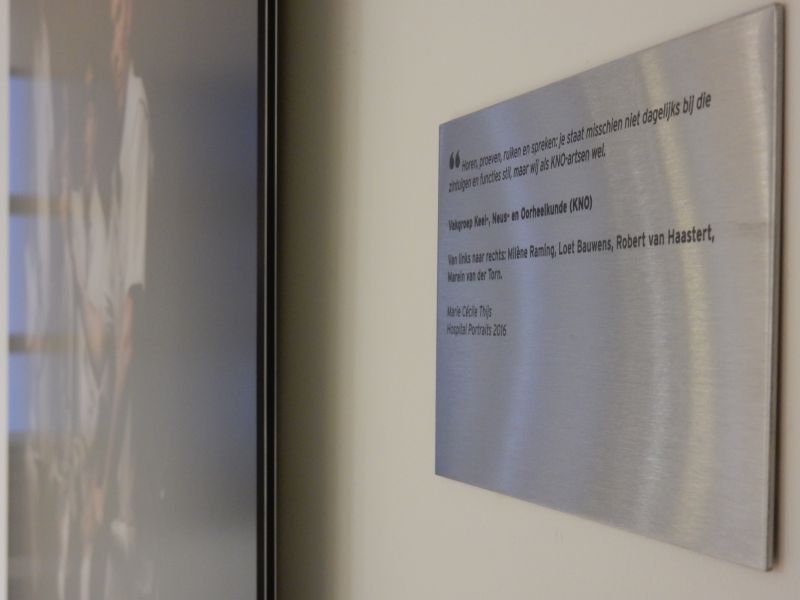 “ Horen, proeven, ruiken en spreken: je staat misschien niet dagelijks bij die
zintuigen en functies stil, maar wij als KNO-artsen wel.
Vakgroep Keel-, Neus- en Oorheelkunde (KNO)
Van links naar rechts: Milène Raming, Loet Bauwens, Robert van Haastert,
Marein van der Torn.
Marie Cécile Thijs
Hospital Portraits 2016